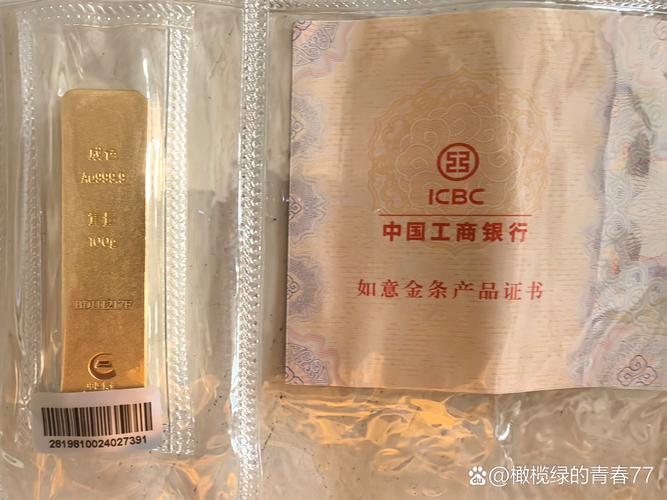 成色
Au999.9
重量
100g
2819810024027391
ICBC
中国工商银行
如意金条产品证书
@橄榄绿的青春77